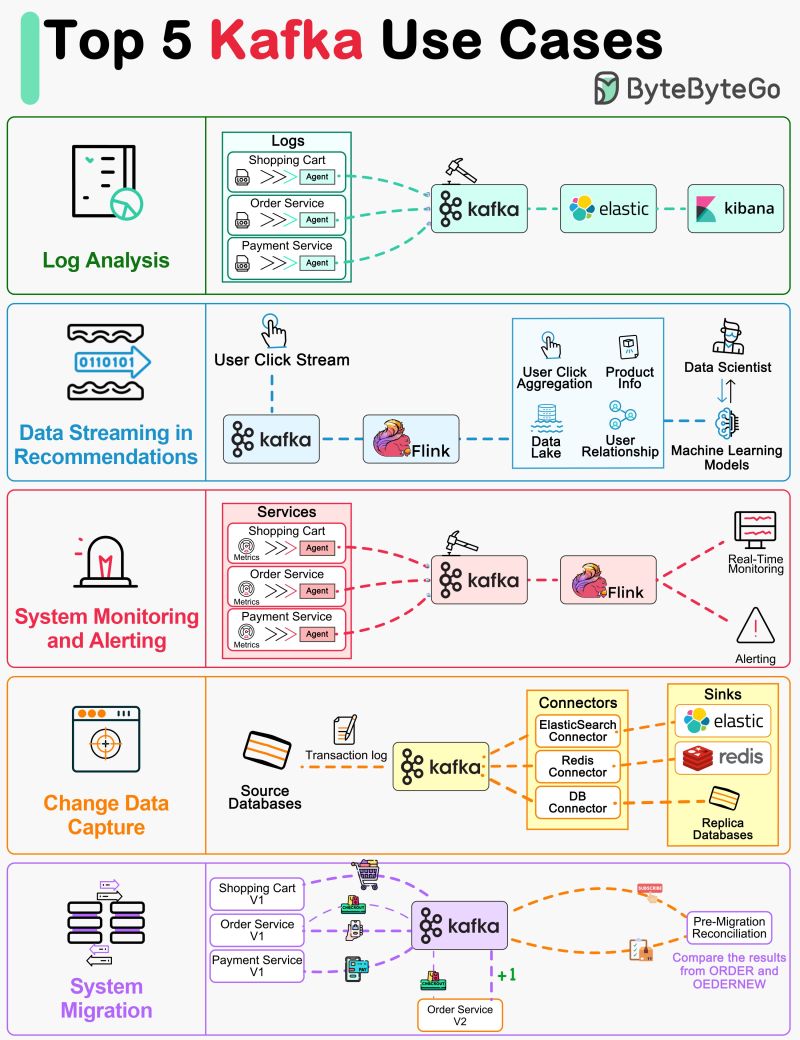 Top 5 Kafka Use Cases
ByteByteGo
Log Analysis
Logs
Shopping Cart
LOG
Agent
Order Service
LOG
Agent
Payment Service
LOG
Agent
kafka
elastic
kibana
Data Streaming in
Recommendations
0110101
User Click Stream
kafka
Flink
User Click
Aggregation
Product
Info
Data
Lake
User
Relationship
Data Scientist
Machine Learning
Models
System Monitoring
and Alerting
Services
Shopping Cart
Metrics
Agent
Order Service
Metrics
Agent
Payment Service
Metrics
Agent
kafka
Flink
Real-Time
Monitoring
Alerting
Change Data
Capture
Source
Databases
Transaction log
kafka
Connectors
ElasticSearch
Connector
Redis
Connector
DB
Connector
Sinks
elastic
redis
Replica
Databases
System
Migration
Shopping Cart
V1
Order Service
V1
Payment Service
V1
CHECKOUT
PAY
kafka
CHECKOUT
+1
Order Service
V2
SUBSCRIBE
Pre-Migration
Reconciliation
Compare the results
from ORDER and
OEDERNEW